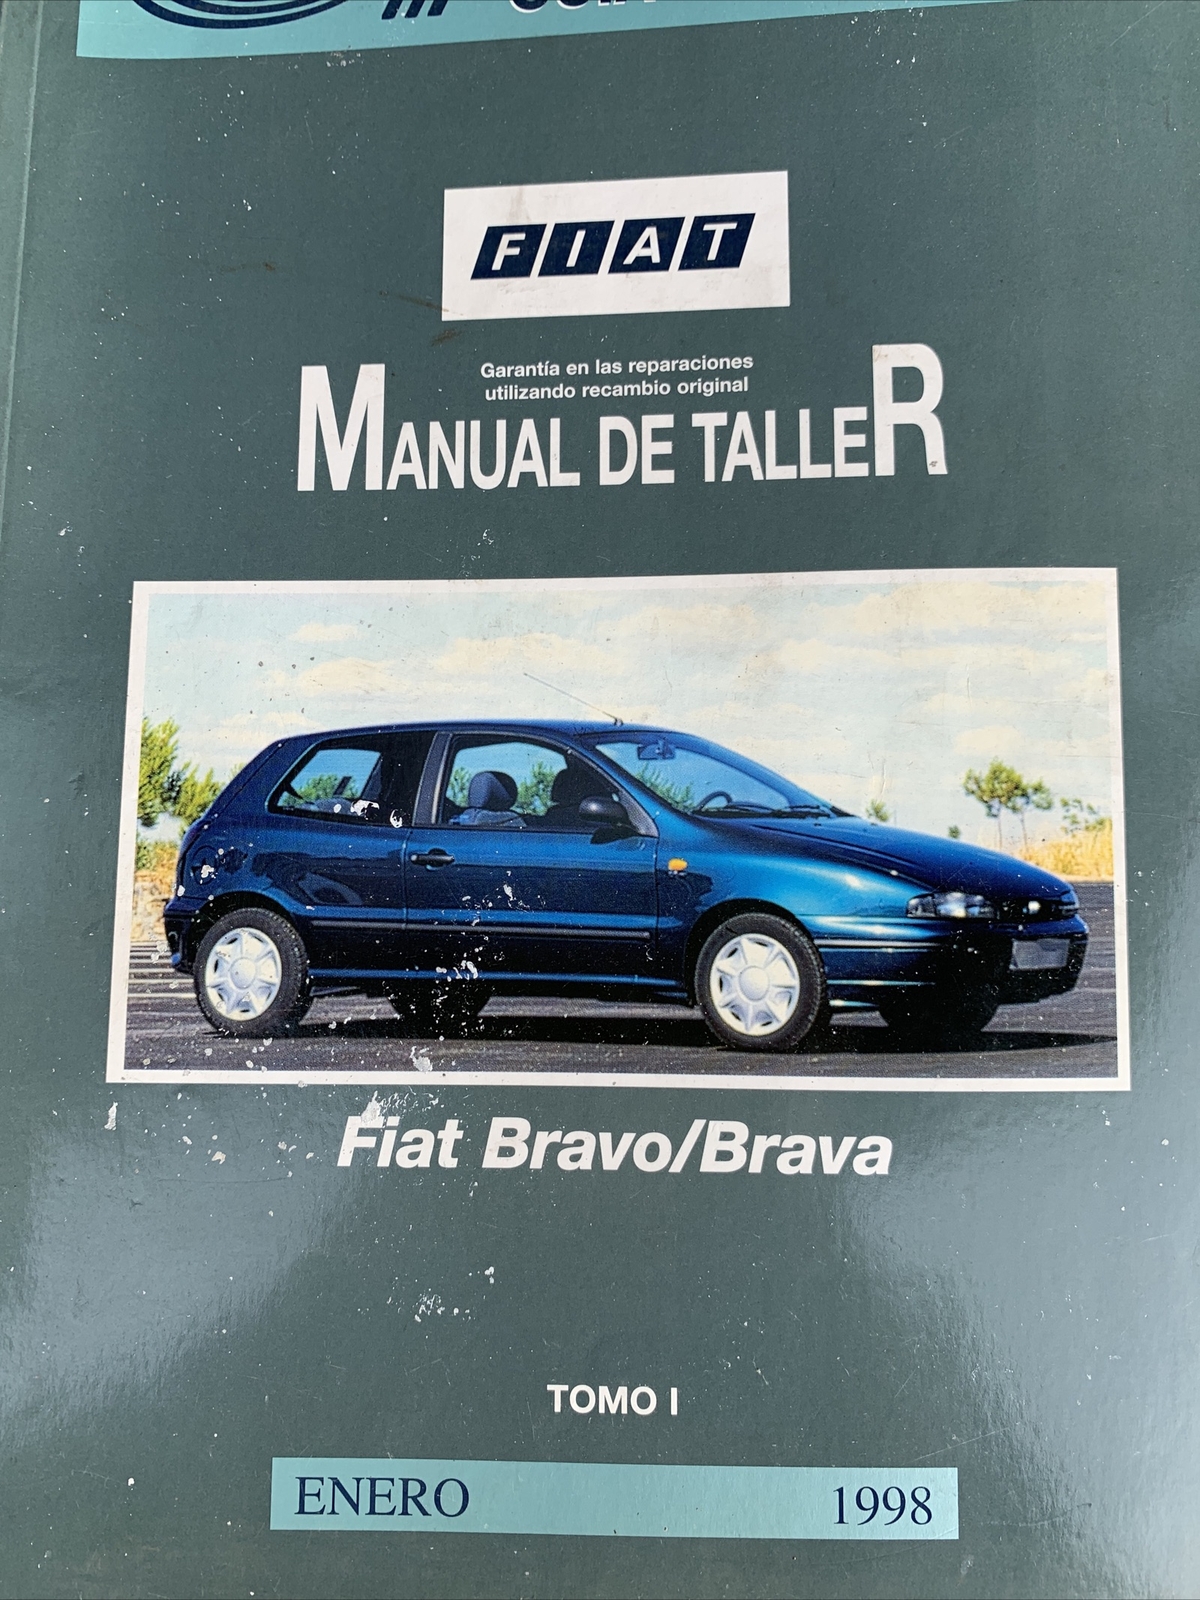 FIAT
Garantía en las reparaciones
utilizando recambio original
MANUAL DE TALLER
Fiat Bravo/Brava
TOMO I
ENERO 1998